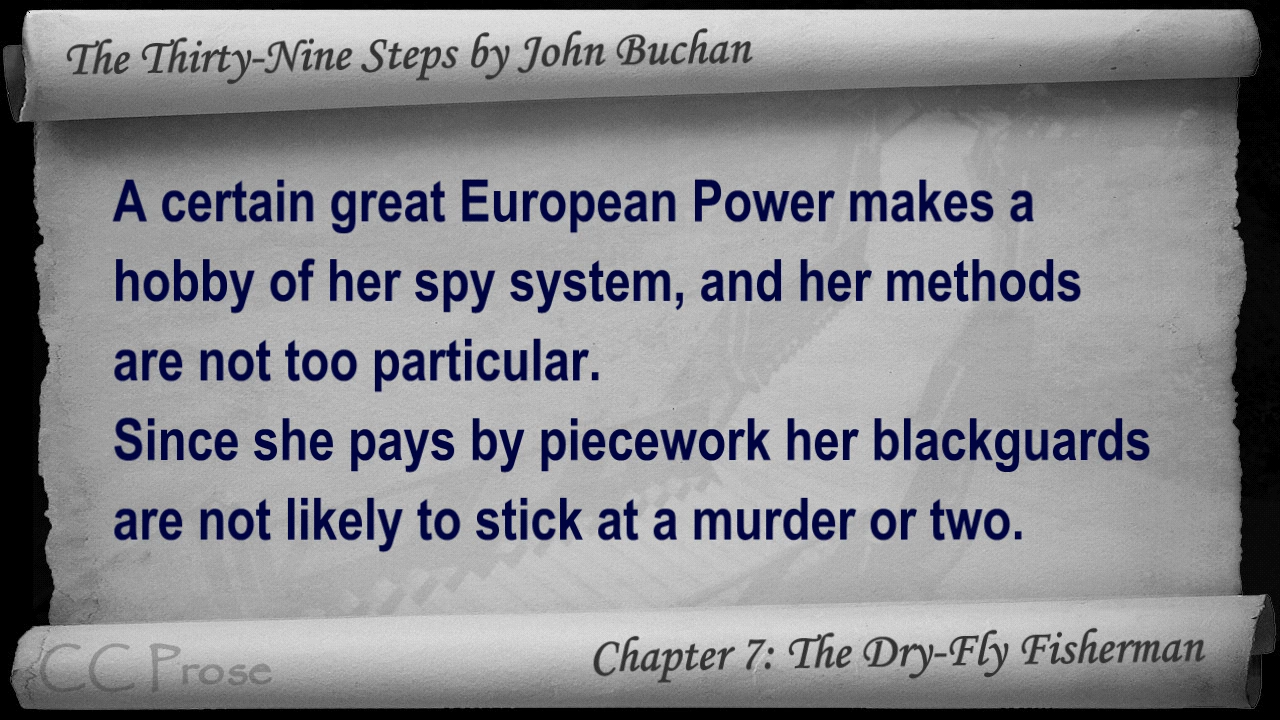 The Thirty-Nine Steps by John Buchan
A certain great European Power makes a
hobby of her spy system, and her methods
are not too particular.
Since she pays by piecework her blackguards
are not likely to stick at a murder or two.
CC Prose
Chapter 7: The Dry-Fly Fisherman